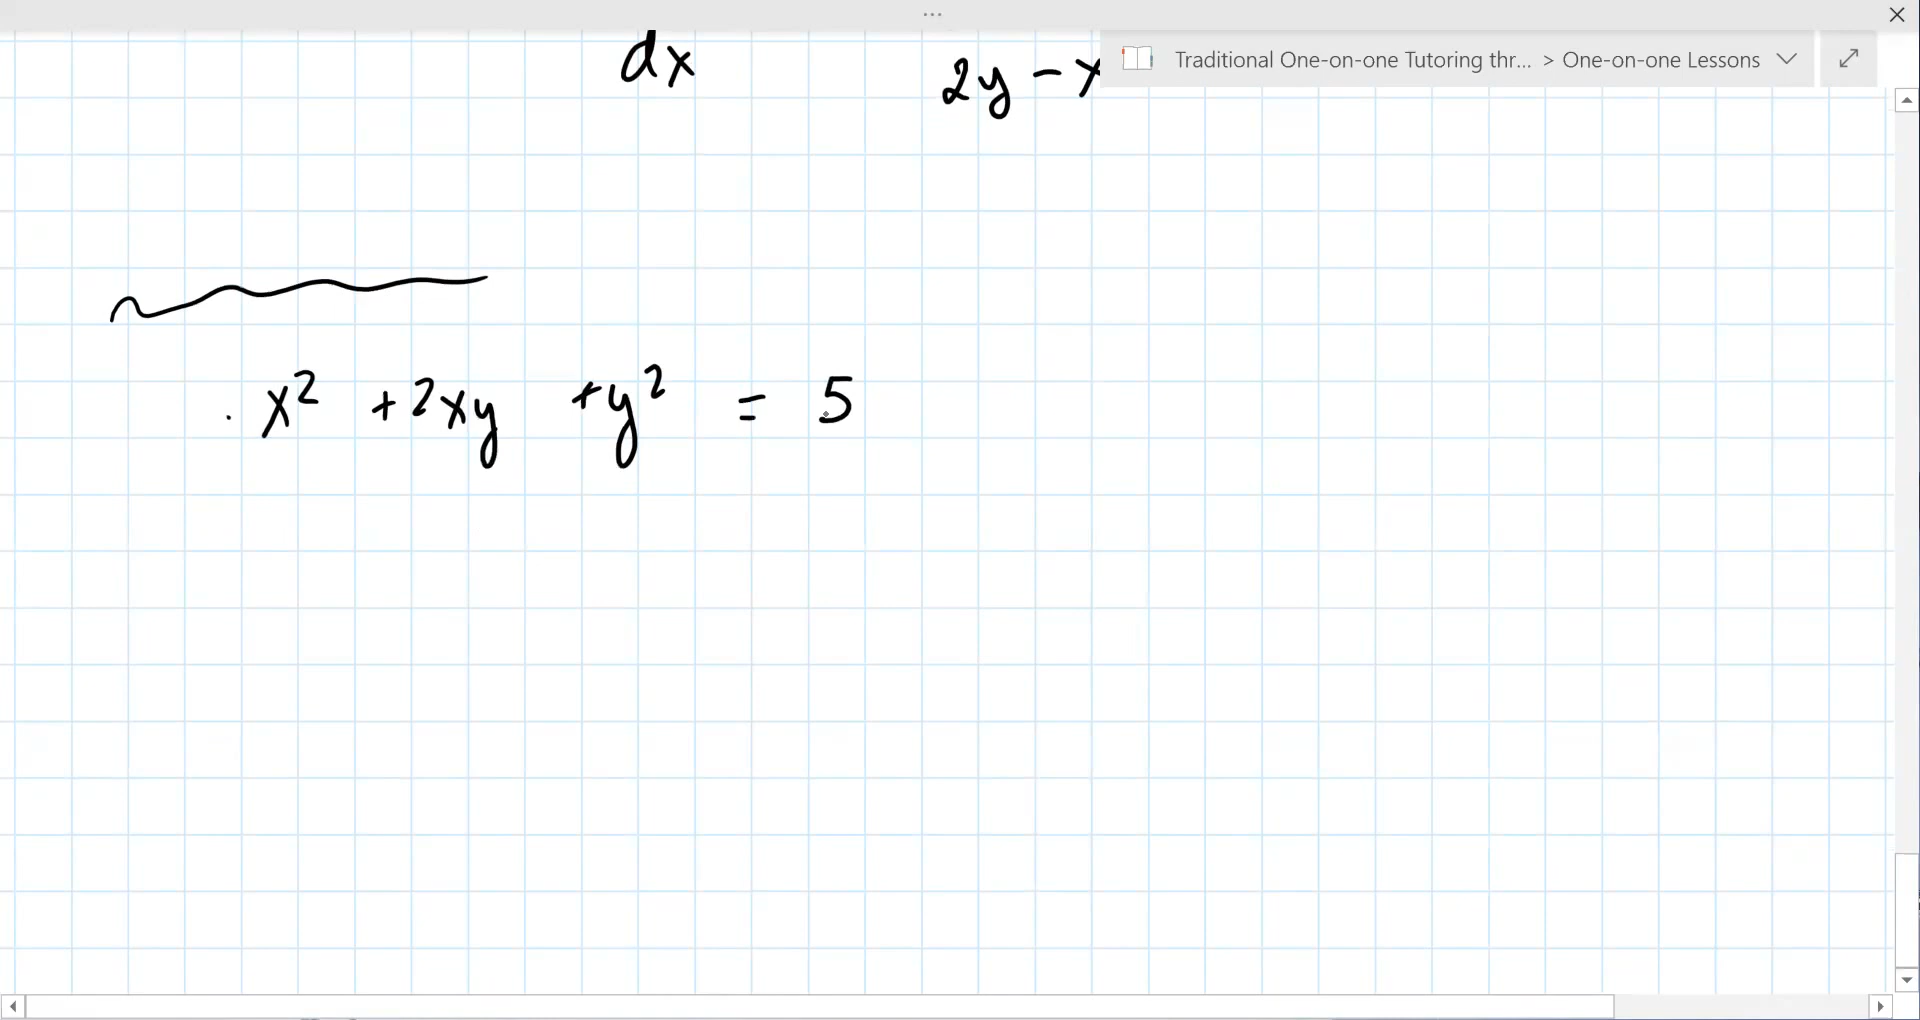 ...
Traditional One-on-one Tutoring thr... > One-on-one Lessons
dx
2y - x
. x² + 2xy + y² = 5